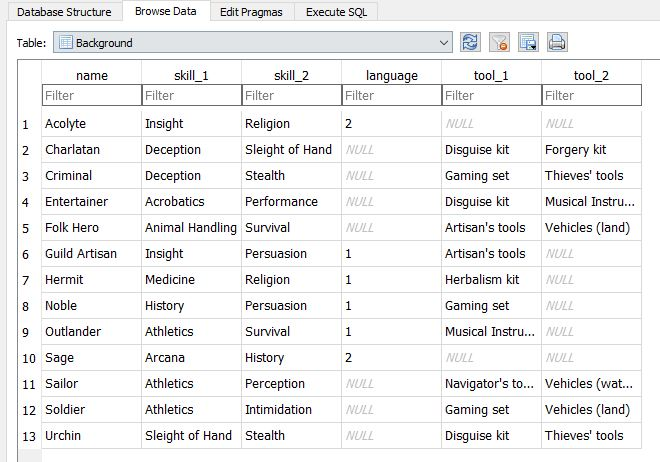 Database Structure Browse Data Edit Pragmas Execute SQL
Table: Background
name skill_1 skill_2 language tool_1 tool_2
Filter Filter Filter Filter Filter Filter
1 Acolyte Insight Religion 2 NULL NULL
2 Charlatan Deception Sleight of Hand NULL Disguise kit Forgery kit
3 Criminal Deception Stealth NULL Gaming set Thieves' tools
4 Entertainer Acrobatics Performance NULL Disguise kit Musical Instru...
5 Folk Hero Animal Handling Survival NULL Artisan's tools Vehicles (land)
6 Guild Artisan Insight Persuasion 1 Artisan's tools NULL
7 Hermit Medicine Religion 1 Herbalism kit NULL
8 Noble History Persuasion 1 Gaming set NULL
9 Outlander Athletics Survival 1 Musical Instru... NULL
10 Sage Arcana History 2 NULL NULL
11 Sailor Athletics Perception NULL Navigator's to... Vehicles (wat...
12 Soldier Athletics Intimidation NULL Gaming set Vehicles (land)
13 Urchin Sleight of Hand Stealth NULL Disguise kit Thieves' tools